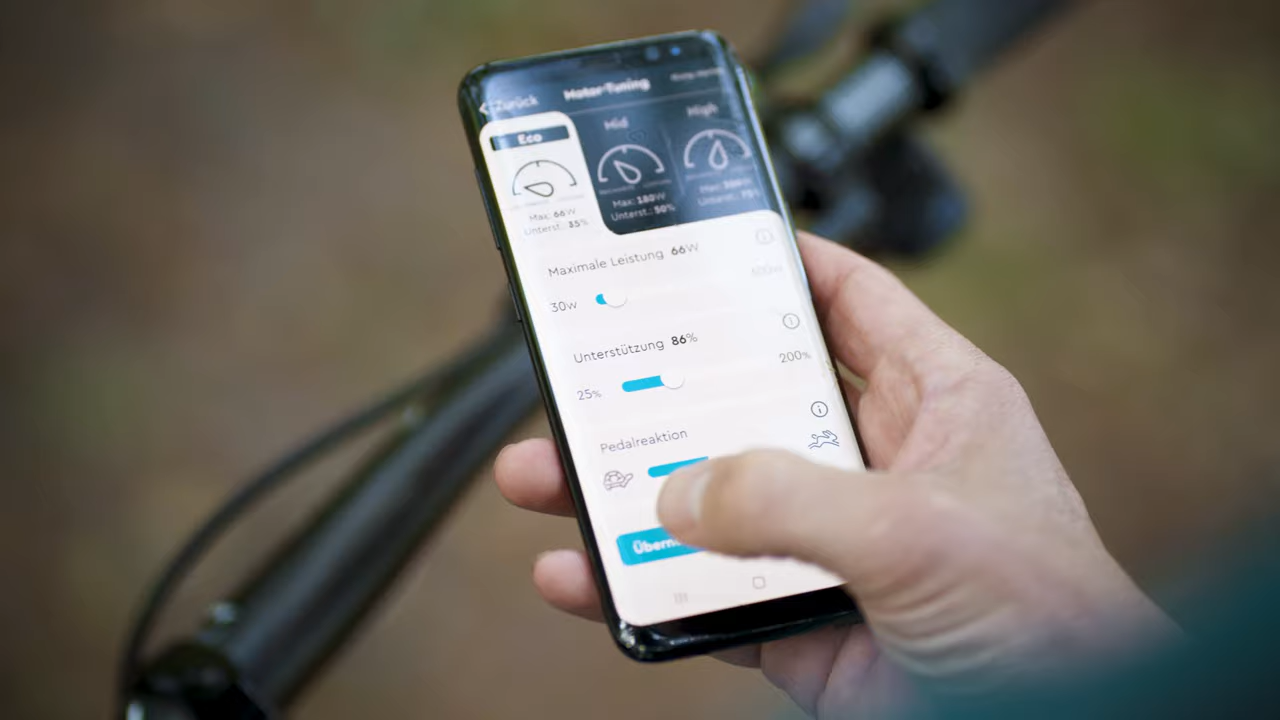 Zurück Motor-Tuning
Eco Mid High
Max: 66W Max: 180W
Unterst.: 35% Unterst.: 50%
Maximale Leistung 66W
30W 600W
Unterstützung 86%
25% 200%
Pedalreaktion